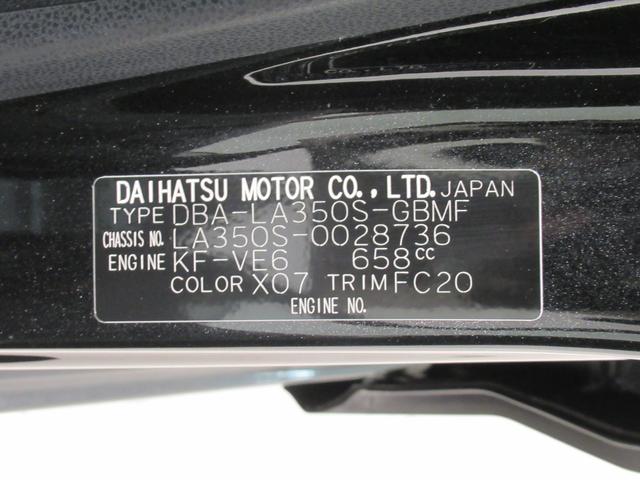 DAIHATSU MOTOR CO., LTD. JAPAN
TYPE DBA-LA350S-GBMF
CHASSIS NO. LA350S-0028736
ENGINE KF-VE6 658cc
COLOR X07 TRIM FC20
ENGINE NO.